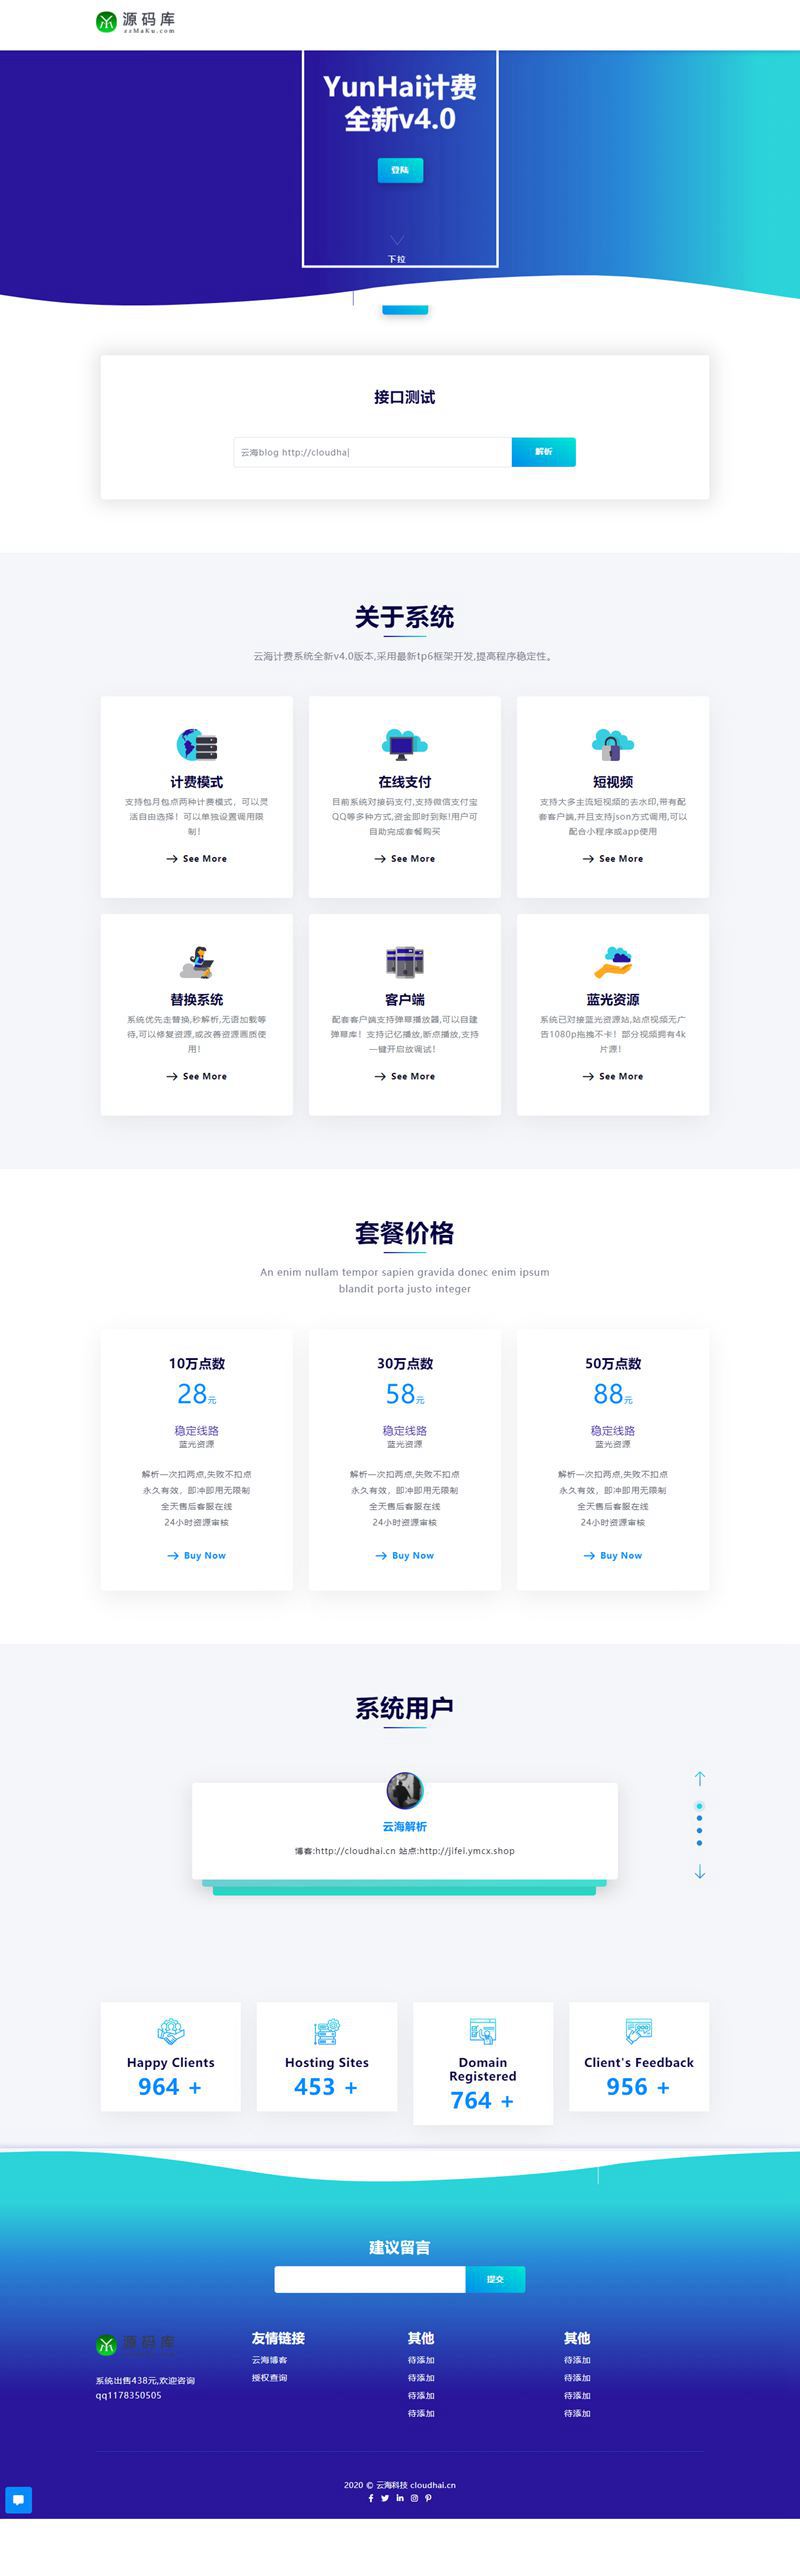 源码库
zzMaKu.com
YunHai计费
全新v4.0
登陆
下拉
接口测试
云海blog http://cloudha
解析
关于系统
云海计费系统全新v4.0版本,采用最新tp6框架开发,提高程序稳定性。
计费模式
支持包月包点两种计费模式，可以灵
活自由选择！可以单独设置调用限
制！
See More
在线支付
目前系统对接码支付,支持微信支付宝
QQ等多种方式,资金即时到账!用户可
自助完成套餐购买
See More
短视频
支持大多主流短视频的去水印,带有配
套客户端,并且支持json方式调用,可以
配合小程序或app使用
See More
替换系统
系统优先走替换,秒解析,无语加载等
待,可以修复资源,或改善资源画质使
用！
See More
客户端
配套客户端支持弹幕播放器,可以自建
弹幕库！支持记忆播放,断点播放,支持
一键开启放调试！
See More
蓝光资源
系统已对接蓝光资源站,站点视频无广
告1080p拖拽不卡！部分视频拥有4k
片源！
See More
套餐价格
An enim nullam tempor sapien gravida donec enim ipsum
blandit porta justo integer
10万点数
28元
稳定线路
蓝光资源
解析一次扣两点,失败不扣点
永久有效，即冲即用无限制
全天售后客服在线
24小时资源审核
Buy Now
30万点数
58元
稳定线路
蓝光资源
解析一次扣两点,失败不扣点
永久有效，即冲即用无限制
全天售后客服在线
24小时资源审核
Buy Now
50万点数
88元
稳定线路
蓝光资源
解析一次扣两点,失败不扣点
永久有效，即冲即用无限制
全天售后客服在线
24小时资源审核
Buy Now
系统用户
云海解析
博客:http://cloudhai.cn 站点:http://jifei.ymcx.shop
Happy Clients
964 +
Hosting Sites
453 +
Domain
Registered
764 +
Client's Feedback
956 +
建议留言
提交
源码库
系统出售438元,欢迎咨询
qq1178350505
友情链接
云海博客
授权查询
其他
待添加
待添加
待添加
待添加
其他
待添加
待添加
待添加
待添加
2020 © 云海科技 cloudhai.cn